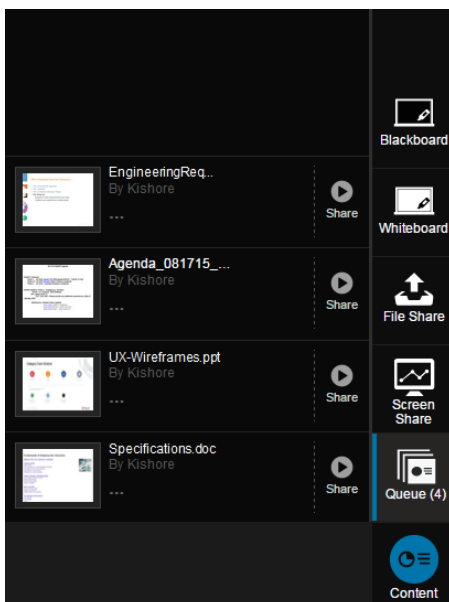 EngineeringReq...
By Kishore
...
Share
Agenda_081715_...
By Kishore
...
Share
UX-Wireframes.ppt
By Kishore
...
Share
Specifications.doc
By Kishore
...
Share
Blackboard
Whiteboard
File Share
Screen
Share
Queue (4)
Content